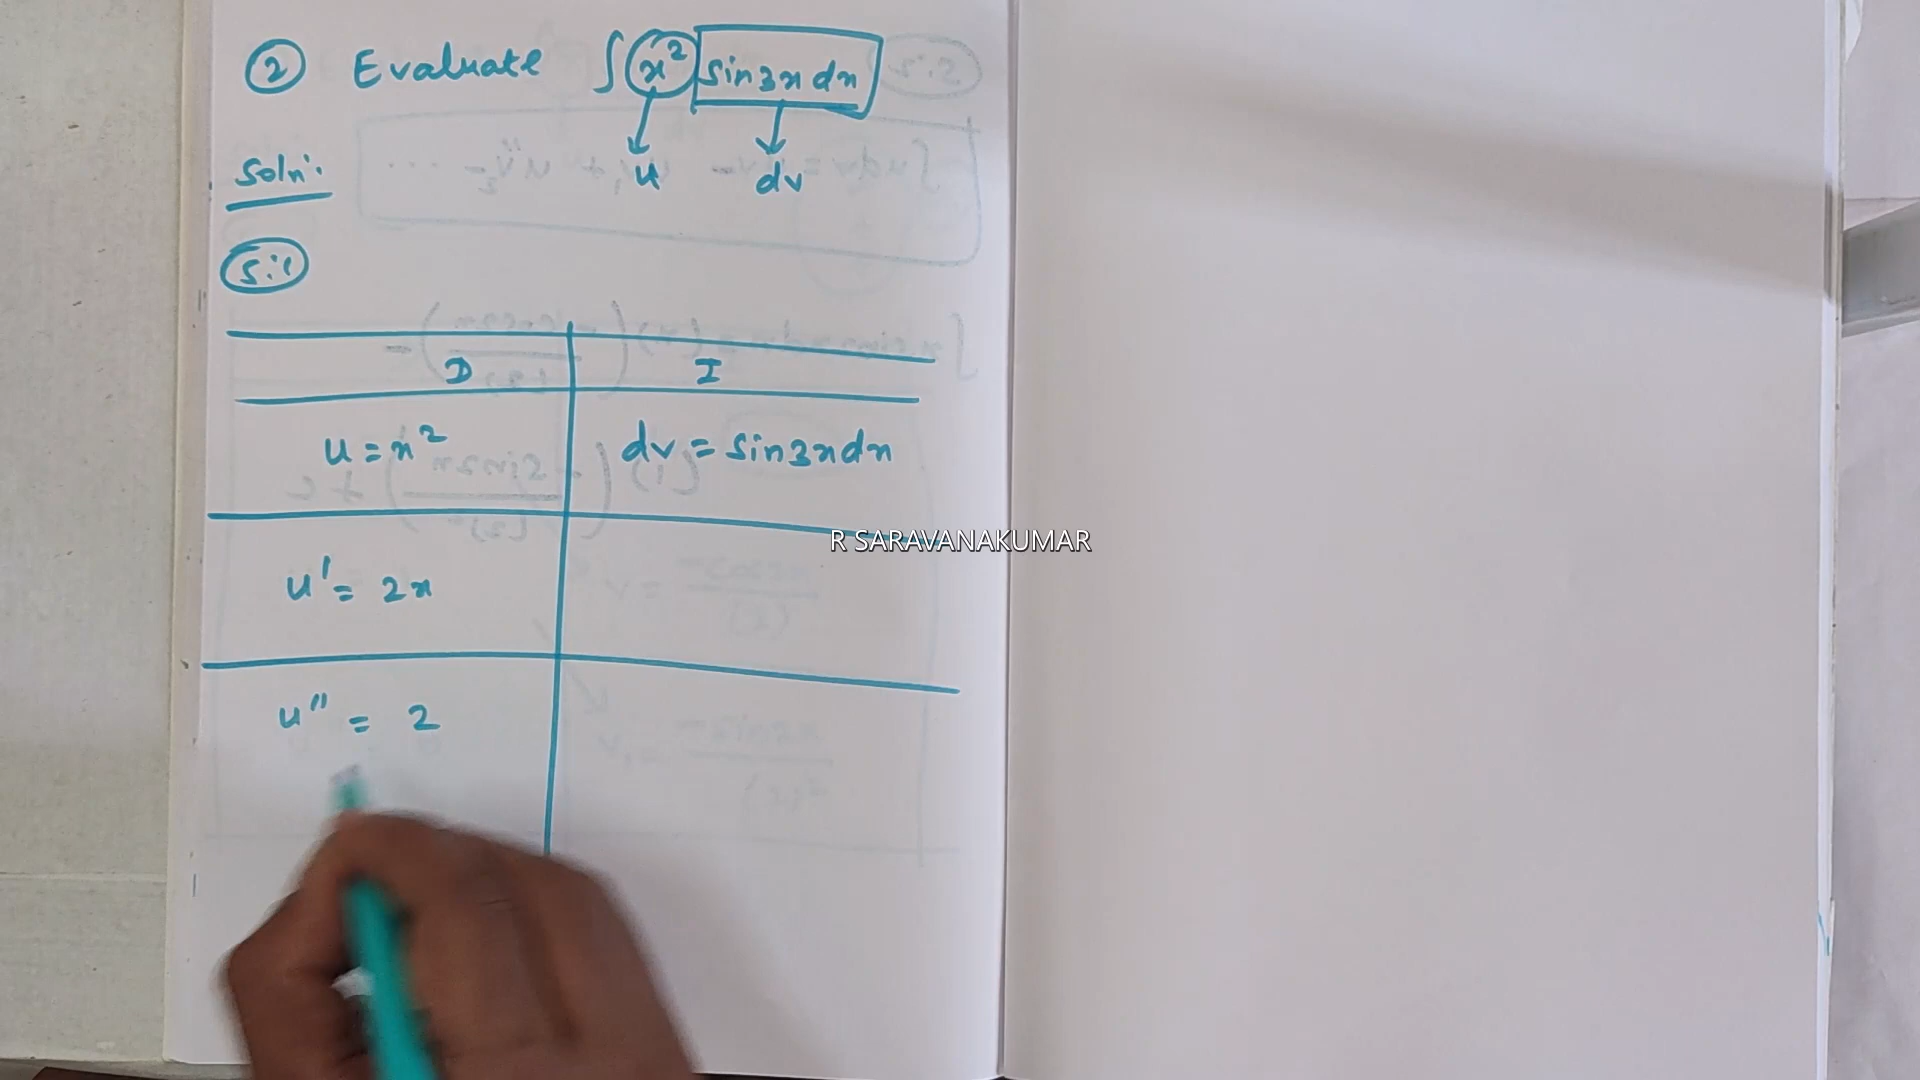 ② Evaluate ∫ x² sin3x dx
u dv
Soln:
S:1
D I
u = x² dv = sin3x dx
R SARAVANAKUMAR
u' = 2x
u'' = 2